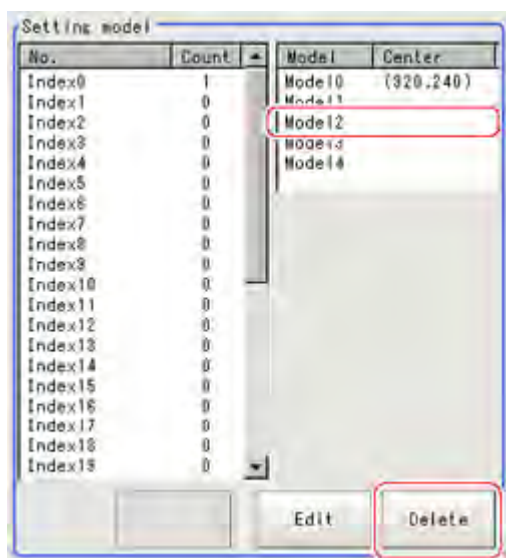 Setting model
No. Count Model Center
Index0 1 Model0 (320,240)
Index1 0 Model1
Index2 0 Model2
Index3 0 Model3
Index4 0 Model4
Index5 0
Index6 0
Index7 0
Index8 0
Index9 0
Index10 0
Index11 0
Index12 0
Index13 0
Index14 0
Index15 0
Index16 0
Index17 0
Index18 0
Index19 0
Edit Delete